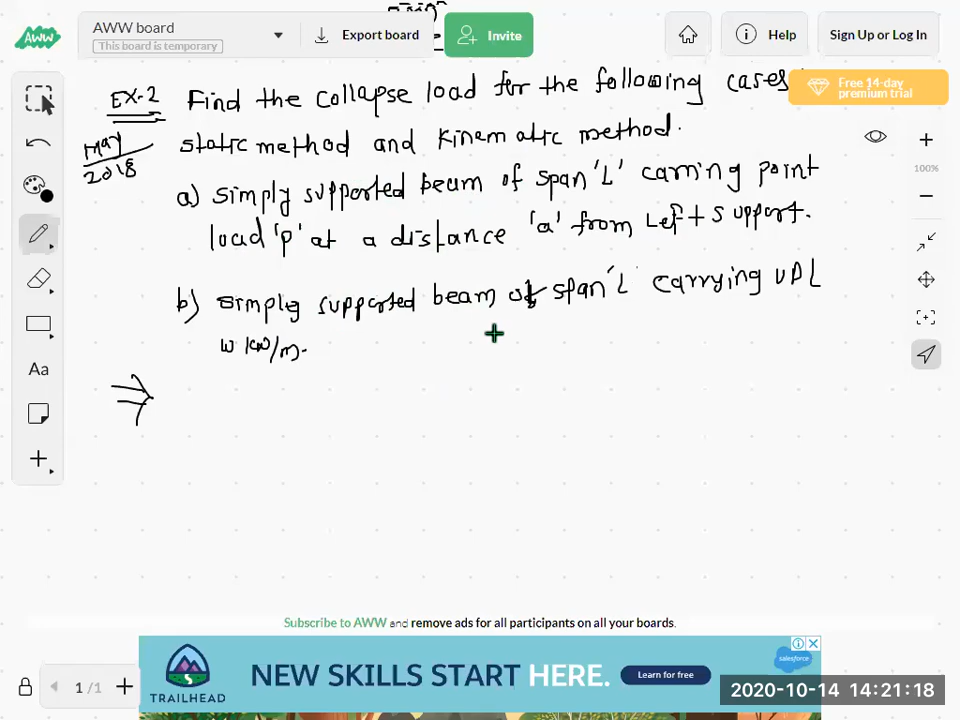 AWW board
This board is temporary
Export board
Invite
Help
Sign Up or Log In
Free 14-day
premium trial
EX-2 Find the collapse load for the following cases
May
2018
static method and Kinematic method.
a) simply supported beam of span 'L' carring point
load 'p' at a distance 'a' from Left support.
b) simply supported beam of span 'L' carrying UDL
w KN/m.
100%
Aa
Subscribe to AWW and remove ads for all participants on all your boards.
NEW SKILLS START HERE.
Learn for free
salesforce
TRAILHEAD
1 /1
2020-10-14 14:21:18